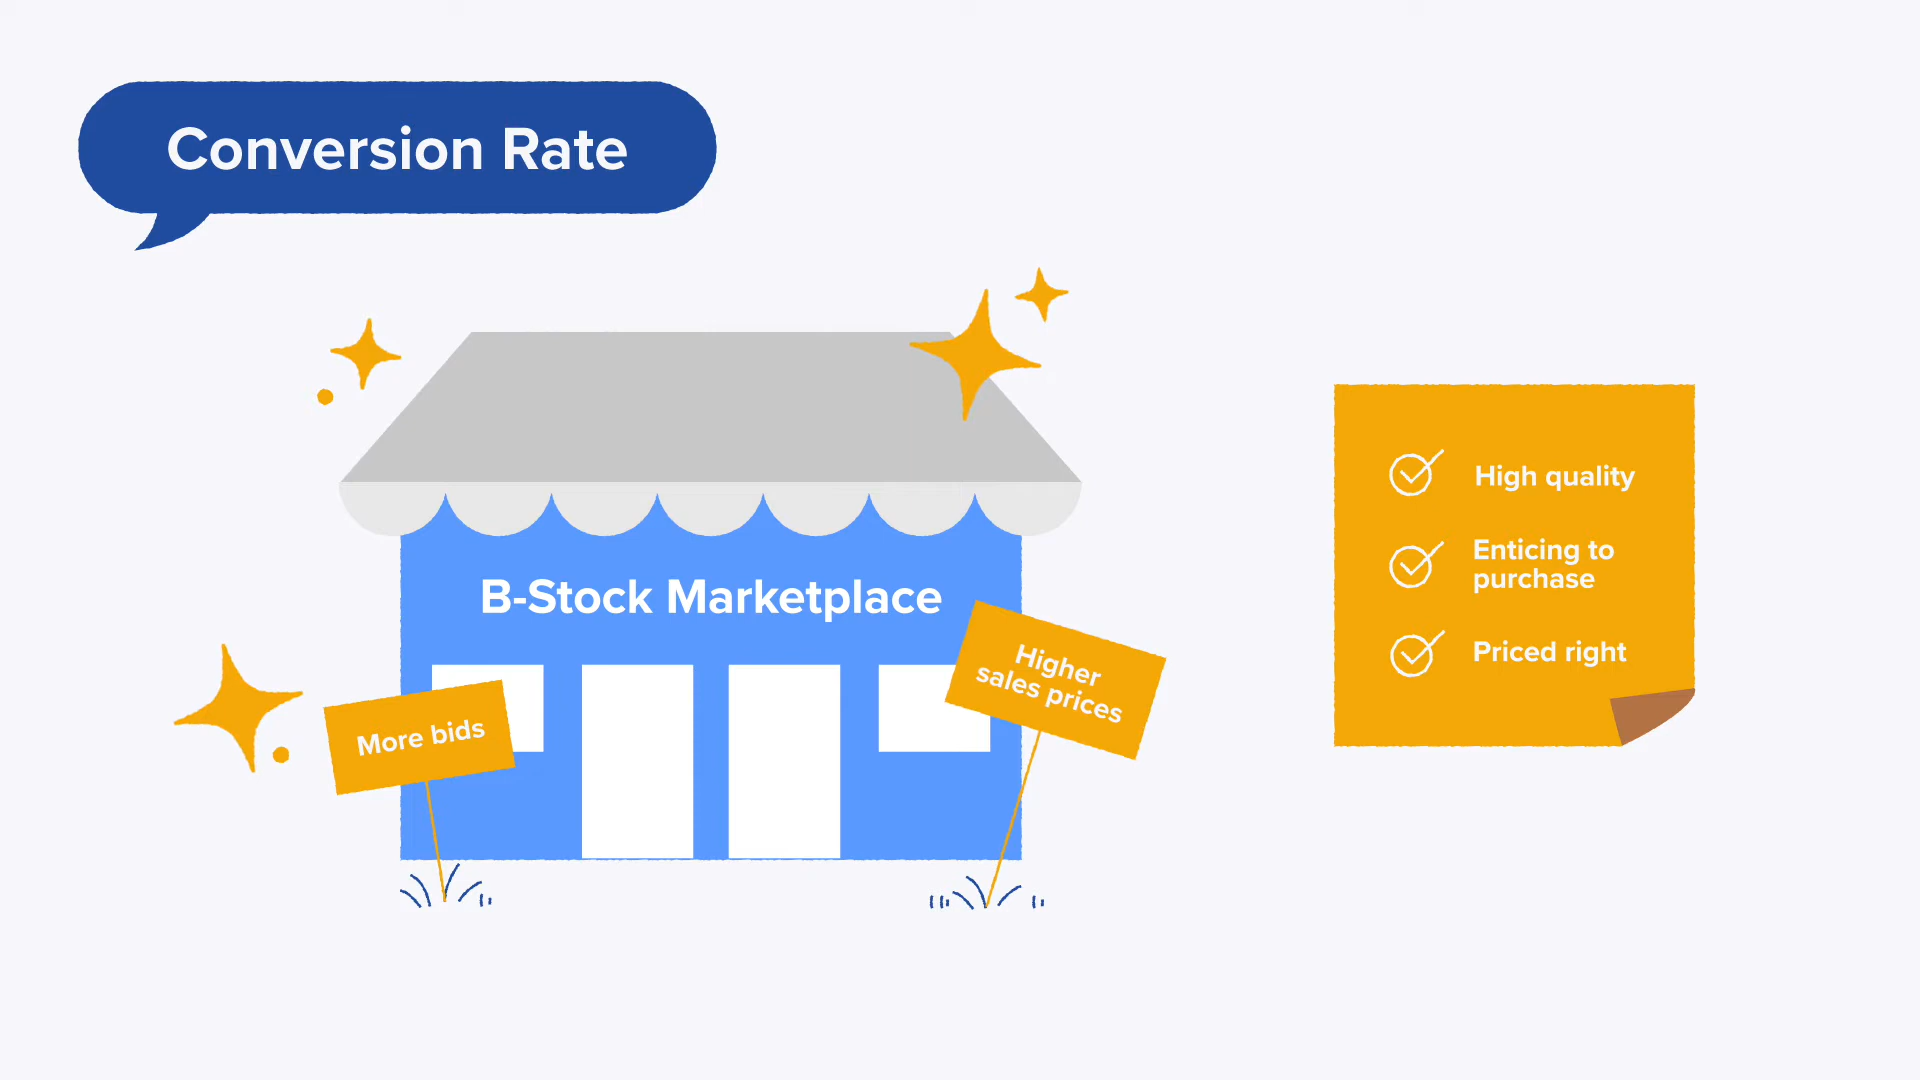 Conversion Rate
B-Stock Marketplace
More bids
Higher
sales prices
High quality
Enticing to
purchase
Priced right